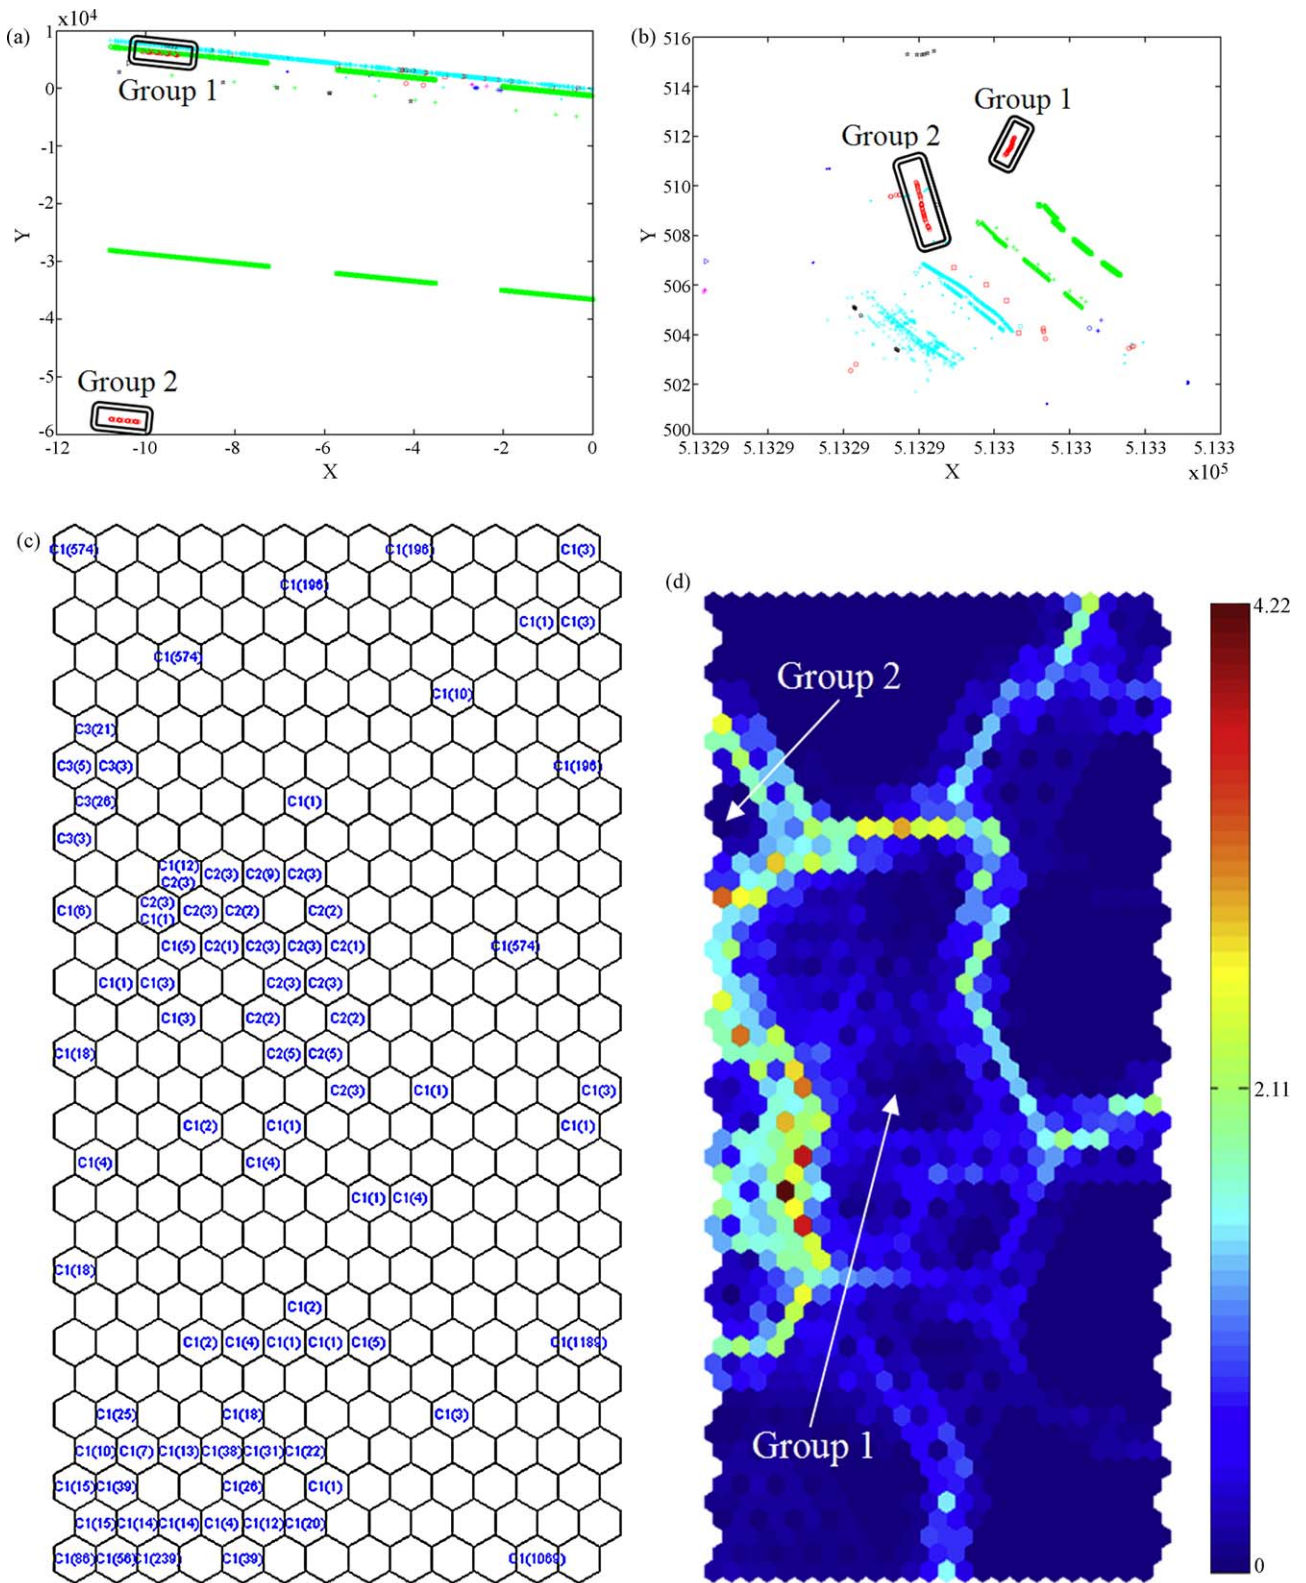 (a)
x10⁴
1
0
-1
-2
-3
-4
-5
-6
Y
Group 1
Group 2
-12 -10 -8 -6 -4 -2 0
X
(b)
516
514
512
510
508
506
504
502
500
Y
Group 1
Group 2
5.1329 5.1329 5.1329 5.1329 5.133 5.133 5.133 5.133
X
x10⁵
(c)
C1(574) C1(196) C1(3)
C1(196)
C1(1) C1(3)
C1(574)
C1(10)
C3(21)
C3(5) C3(3) C1(196)
C3(26) C1(1)
C3(3)
C1(12)
C2(3) C2(3) C2(9) C2(3)
C1(6) C2(3) C2(3) C2(2) C2(2)
C1(1)
C1(5) C2(1) C2(3) C2(3) C2(1) C1(574)
C1(1) C1(3) C2(3) C2(3)
C1(3) C2(2) C2(2)
C1(18) C2(5) C2(5)
C2(3) C1(1) C1(3)
C1(2) C1(1) C1(1)
C1(4) C1(4)
C1(1) C1(4)
C1(18)
C1(2)
C1(2) C1(4) C1(1) C1(1) C1(5) C1(1189)
C1(25) C1(18) C1(3)
C1(10) C1(7) C1(13) C1(38) C1(31) C1(22)
C1(15) C1(39) C1(26) C1(1)
C1(15) C1(14) C1(14) C1(4) C1(12) C1(20)
C1(86) C1(56) C1(239) C1(39) C1(1069)
(d)
Group 2
Group 1
4.22
2.11
0